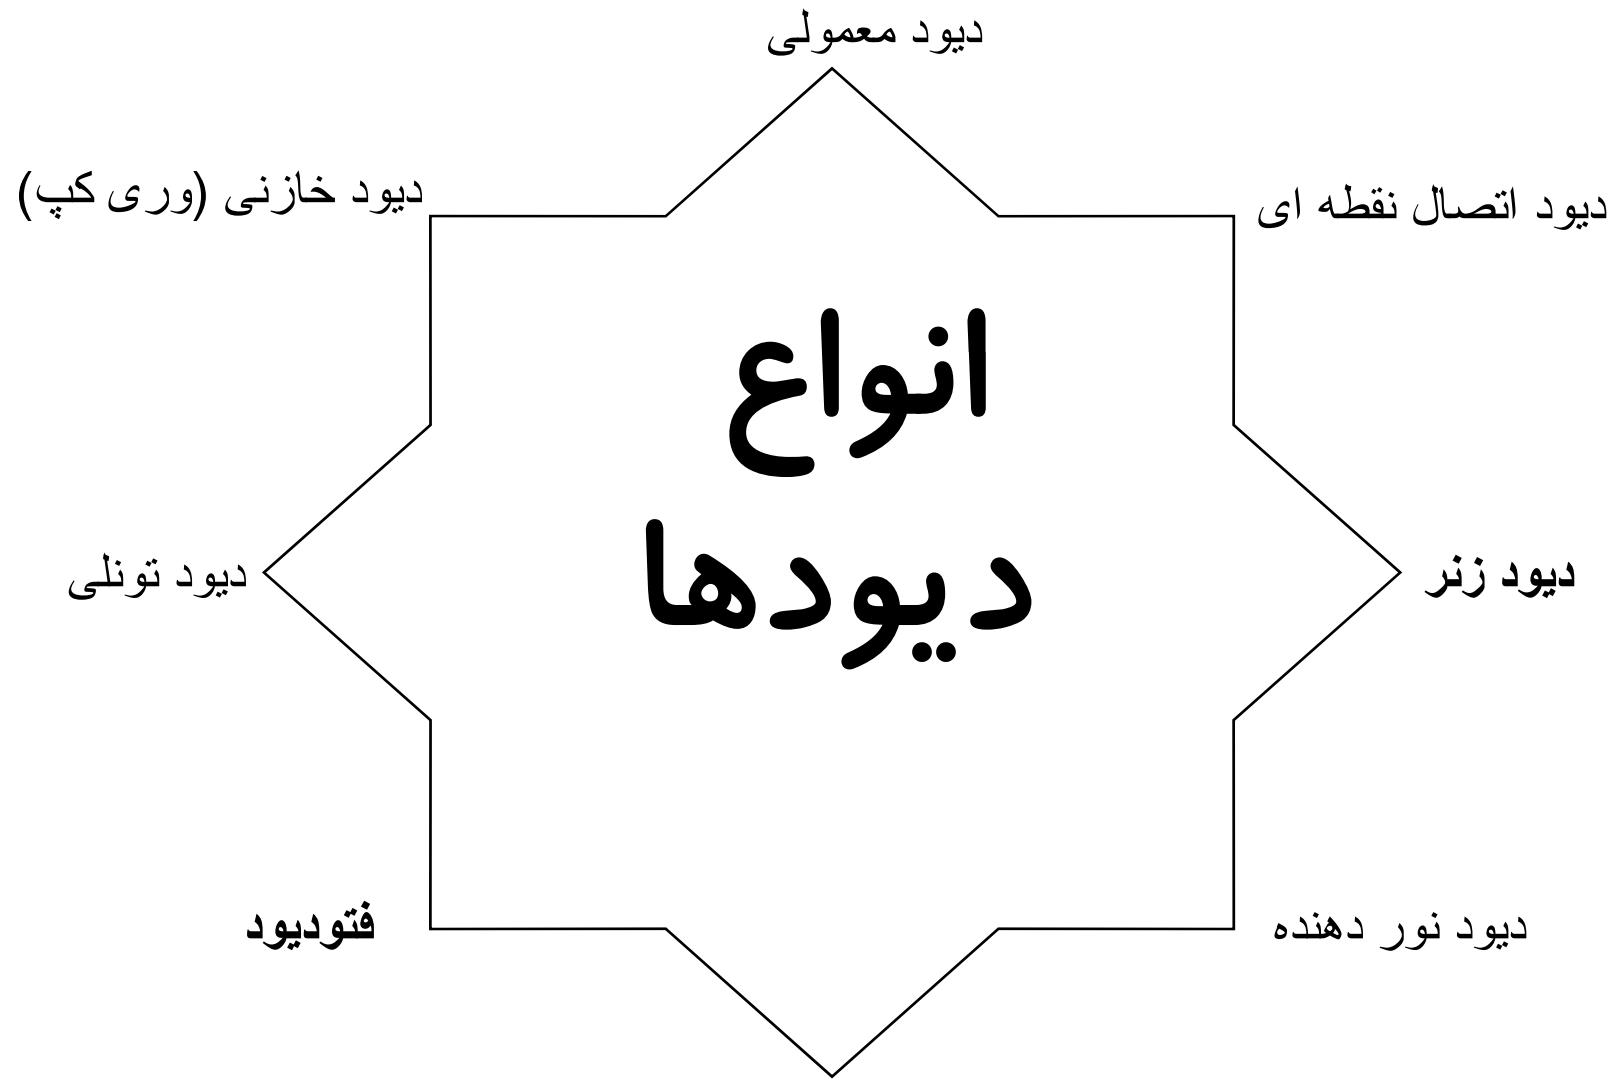 دیود معمولی
دیود خازنی (وری کپ)
دیود اتصال نقطه ای
انواع
دیودها
دیود تونلی
دیود زنر
فتودیود
دیود نور دهنده